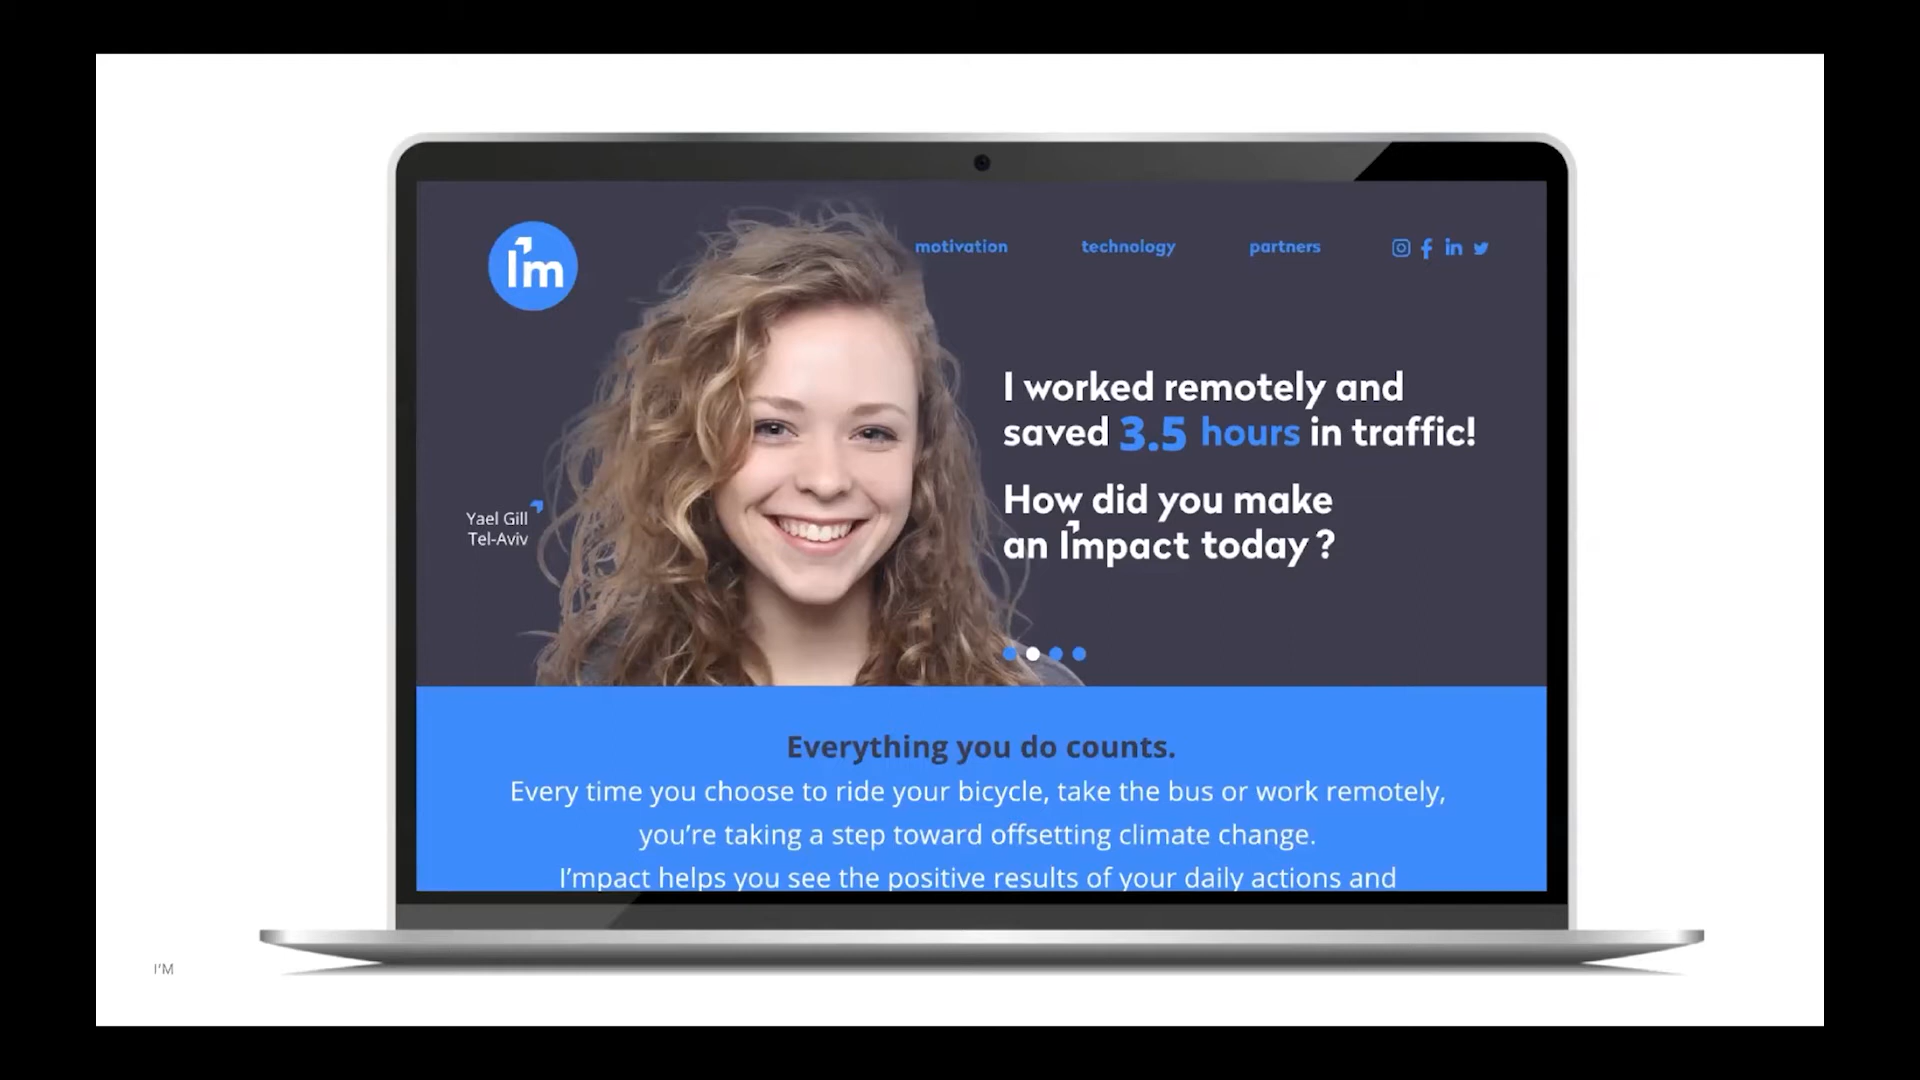 I'm
motivation technology partners
I worked remotely and
saved 3.5 hours in traffic!
How did you make
an Impact today ?
Yael Gill
Tel-Aviv
Everything you do counts.
Every time you choose to ride your bicycle, take the bus or work remotely,
you’re taking a step toward offsetting climate change.
I’mpact helps you see the positive results of your daily actions and
I'M